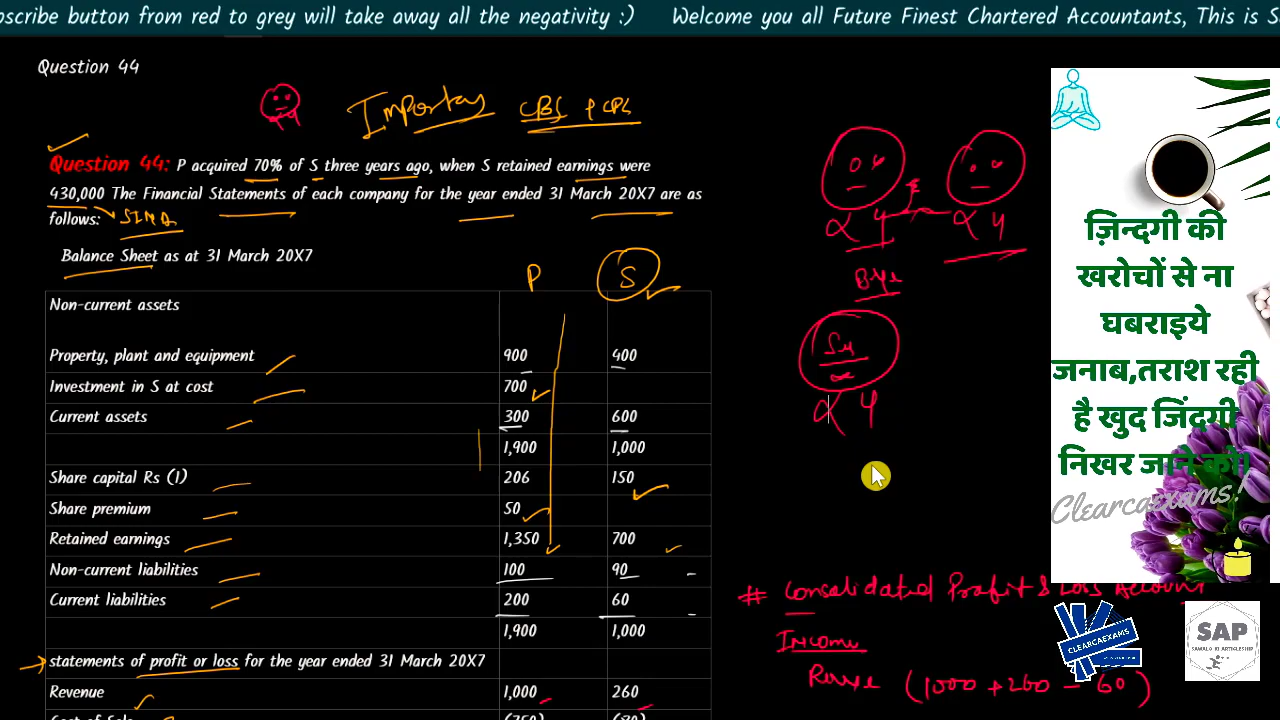 bscribe button from red to grey will take away all the negativity :) Welcome you all Future Finest Chartered Accountants, This is S
Question 44
CBS
Question 44: P acquired 70% of S three years ago, when S retained earnings were
430,000 The Financial Statements of each company for the year ended 31 March 20X7 are as
follows:
Balance Sheet as at 31 March 20X7
P S
Non-current assets
Property, plant and equipment 900 400
Investment in S at cost 700
Current assets 300 600
1,900 1,000
Share capital Rs (1) 206 150
Share premium 50
Retained earnings 1,350 700
Non-current liabilities 100 90
Current liabilities 200 60
1,900 1,000
statements of profit or loss for the year ended 31 March 20X7
Revenue 1,000 260
ज़िन्दगी की
खरोचों से ना
घबराइये
जनाब,तराश रही
है खुद जिंदगी
निखर जाने को।
Clearcaexams!
# Consolidated Profit & Loss Account
Income
(1000 + 260 - 60)
CLEARCAEXAMS
SAP
SAMALO KI ARTICLESHIP